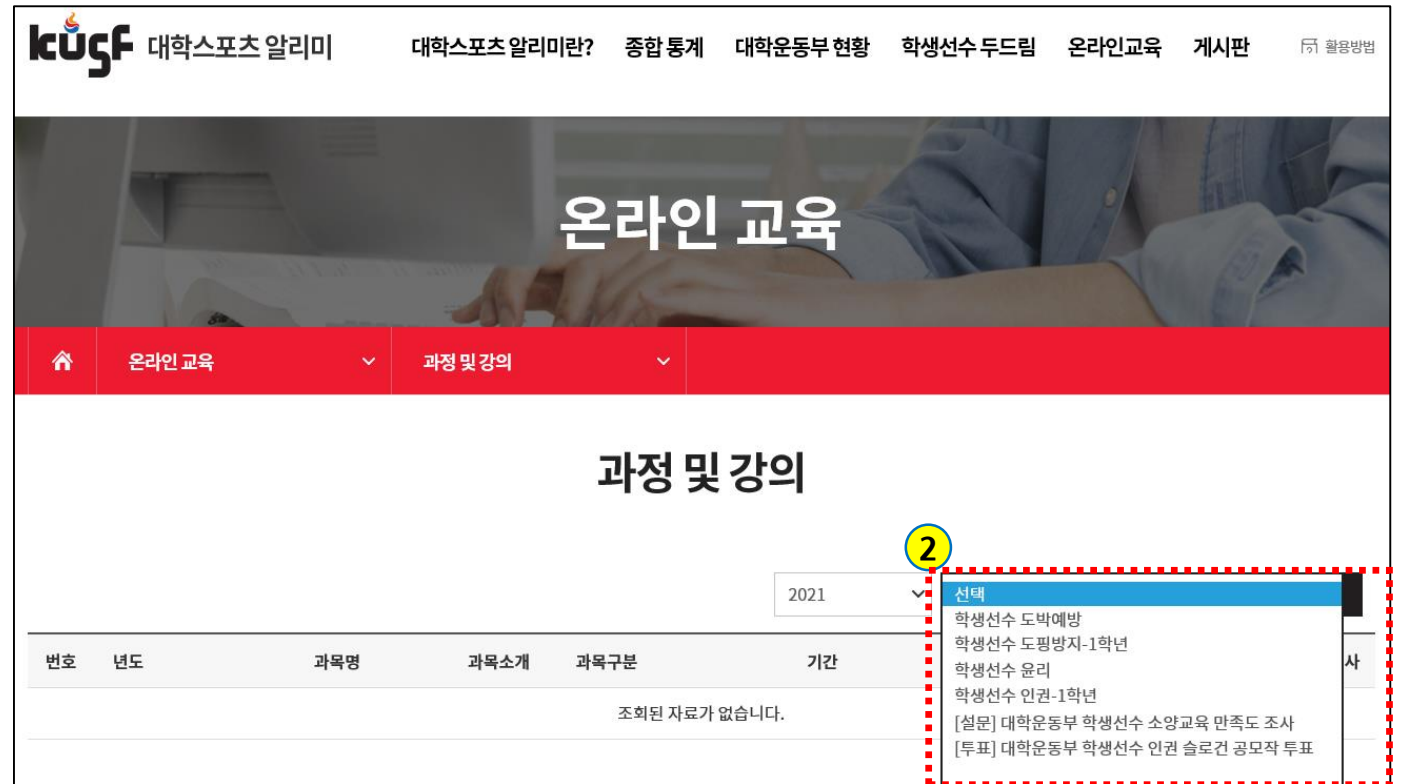 kusf 대학스포츠 알리미
대학스포츠 알리미란? 종합 통계 대학운동부 현황 학생선수 두드림 온라인교육 게시판 활용방법
온라인 교육
온라인 교육 과정 및 강의
과정 및 강의
2
2021 선택
학생선수 도박예방
학생선수 도핑방지-1학년
학생선수 윤리
학생선수 인권-1학년
[설문] 대학운동부 학생선수 소양교육 만족도 조사
[투표] 대학운동부 학생선수 인권 슬로건 공모작 투표
번호 년도 과목명 과목소개 과목구분 기간 사
조회된 자료가 없습니다.